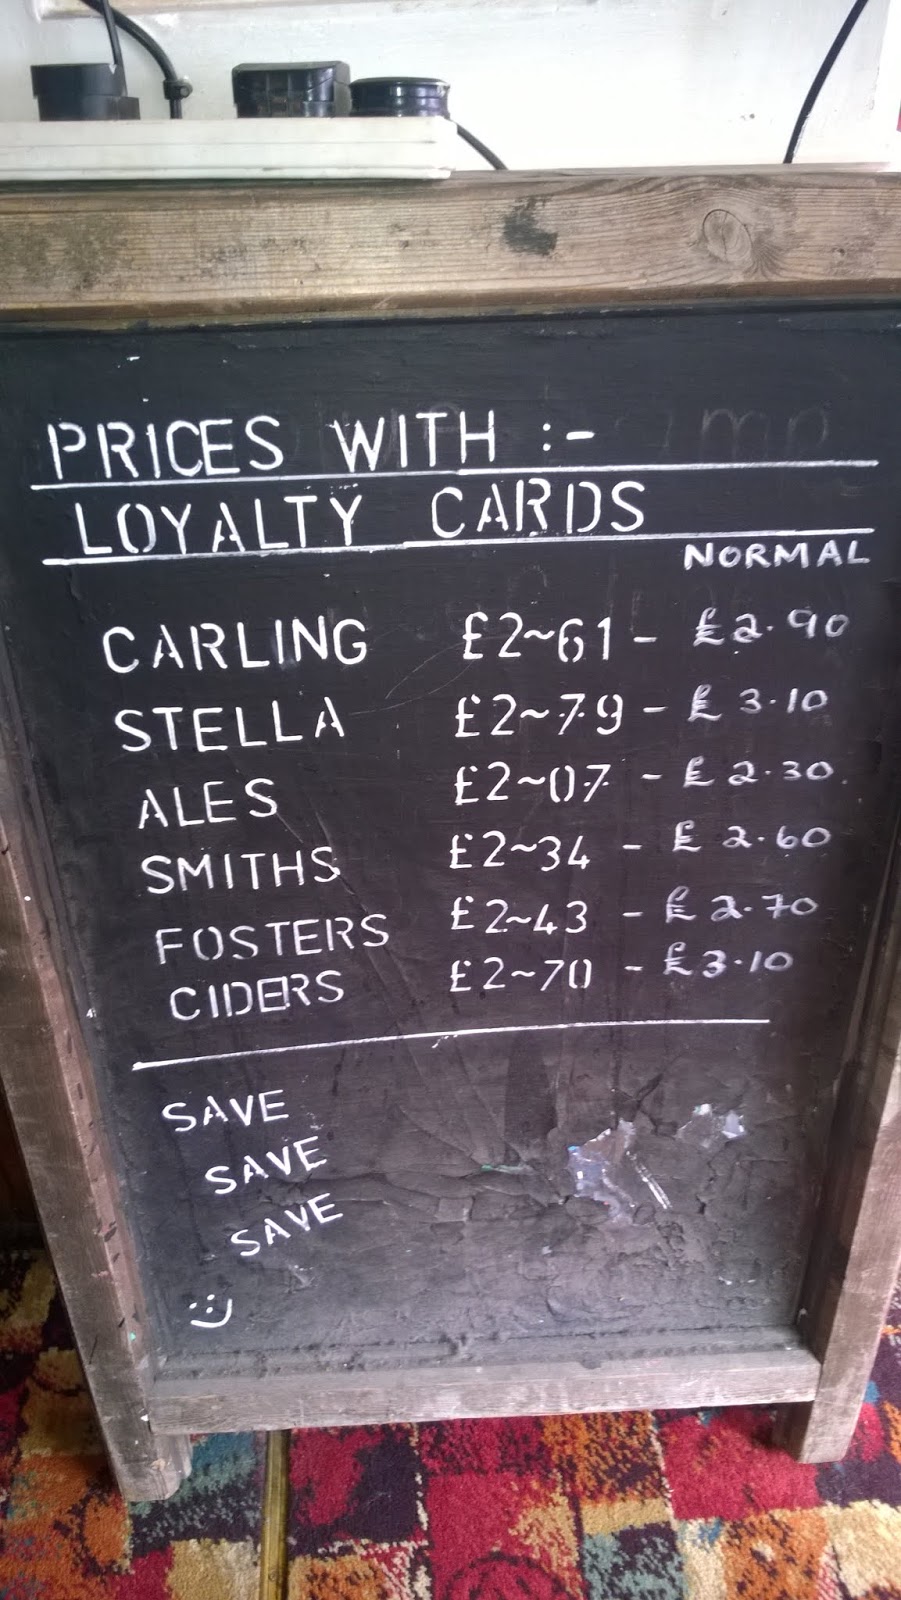 PRICES WITH :-
LOYALTY CARDS
NORMAL
CARLING £2~61 - £2.90
STELLA £2~79 - £3.10
ALES £2~07 - £2.30
SMITHS £2~34 - £2.60
FOSTERS £2~43 - £2.70
CIDERS £2~70 - £3.10
SAVE
SAVE
SAVE